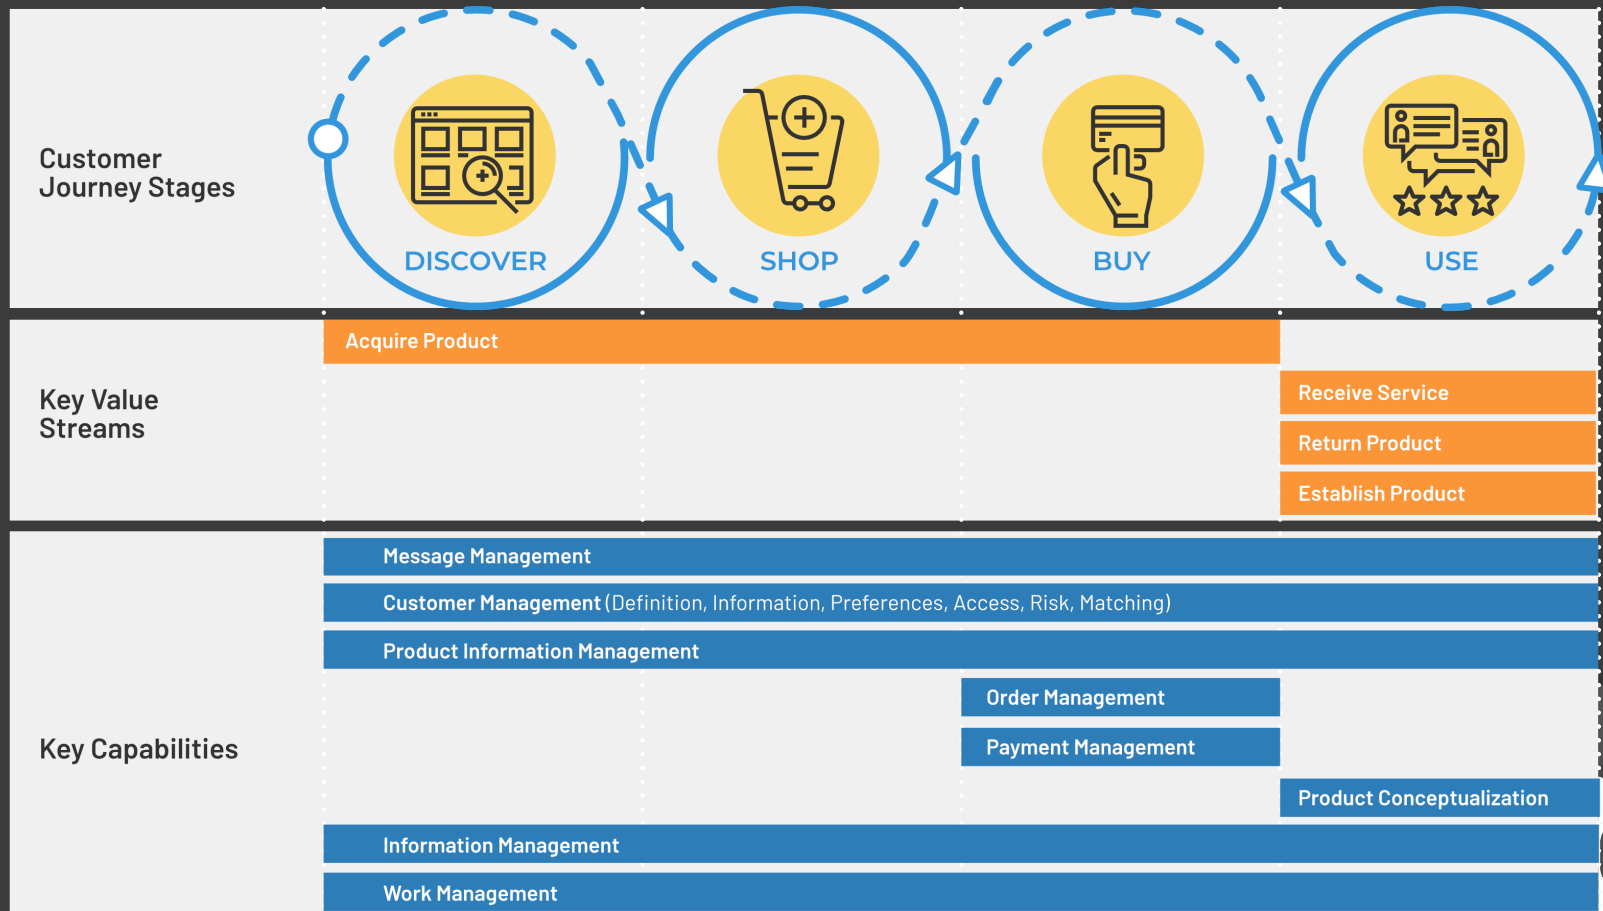 Customer
Journey Stages
DISCOVER
SHOP
BUY
USE
Key Value
Streams
Acquire Product
Receive Service
Return Product
Establish Product
Key Capabilities
Message Management
Customer Management (Definition, Information, Preferences, Access, Risk, Matching)
Product Information Management
Order Management
Payment Management
Product Conceptualization
Information Management
Work Management